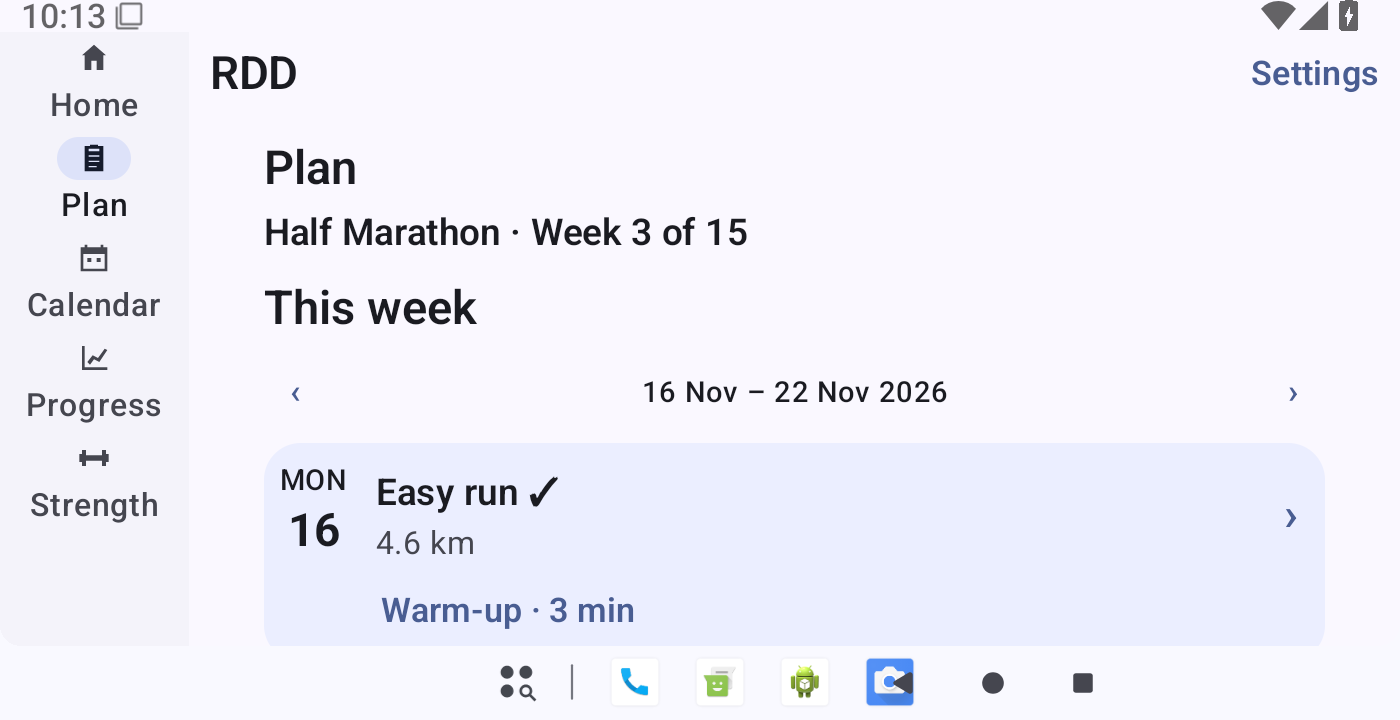 10:13
Home
Plan
Calendar
Progress
Strength
RDD
Settings
Plan
Half Marathon · Week 3 of 15
This week
‹ 16 Nov – 22 Nov 2026 ›
MON
16
Easy run ✓
4.6 km
›
Warm-up · 3 min